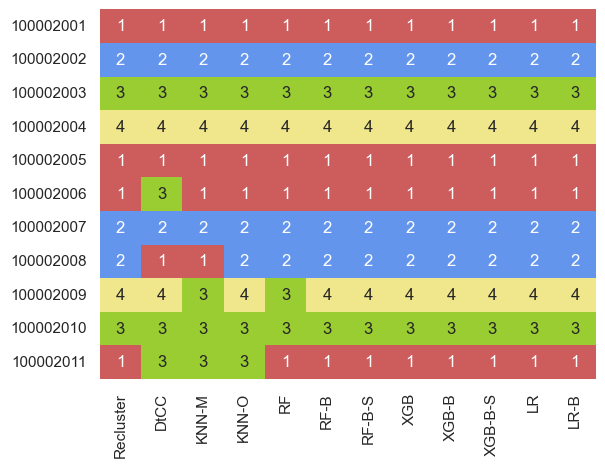 100002001 1 1 1 1 1 1 1 1 1 1 1 1
100002002 2 2 2 2 2 2 2 2 2 2 2 2
100002003 3 3 3 3 3 3 3 3 3 3 3 3
100002004 4 4 4 4 4 4 4 4 4 4 4 4
100002005 1 1 1 1 1 1 1 1 1 1 1 1
100002006 1 3 1 1 1 1 1 1 1 1 1 1
100002007 2 2 2 2 2 2 2 2 2 2 2 2
100002008 2 1 1 2 2 2 2 2 2 2 2 2
100002009 4 4 3 4 3 4 4 4 4 4 4 4
100002010 3 3 3 3 3 3 3 3 3 3 3 3
100002011 1 3 3 3 1 1 1 1 1 1 1 1
Recluster DtCC KNN-M KNN-O RF RF-B RF-B-S XGB XGB-B XGB-B-S LR LR-B